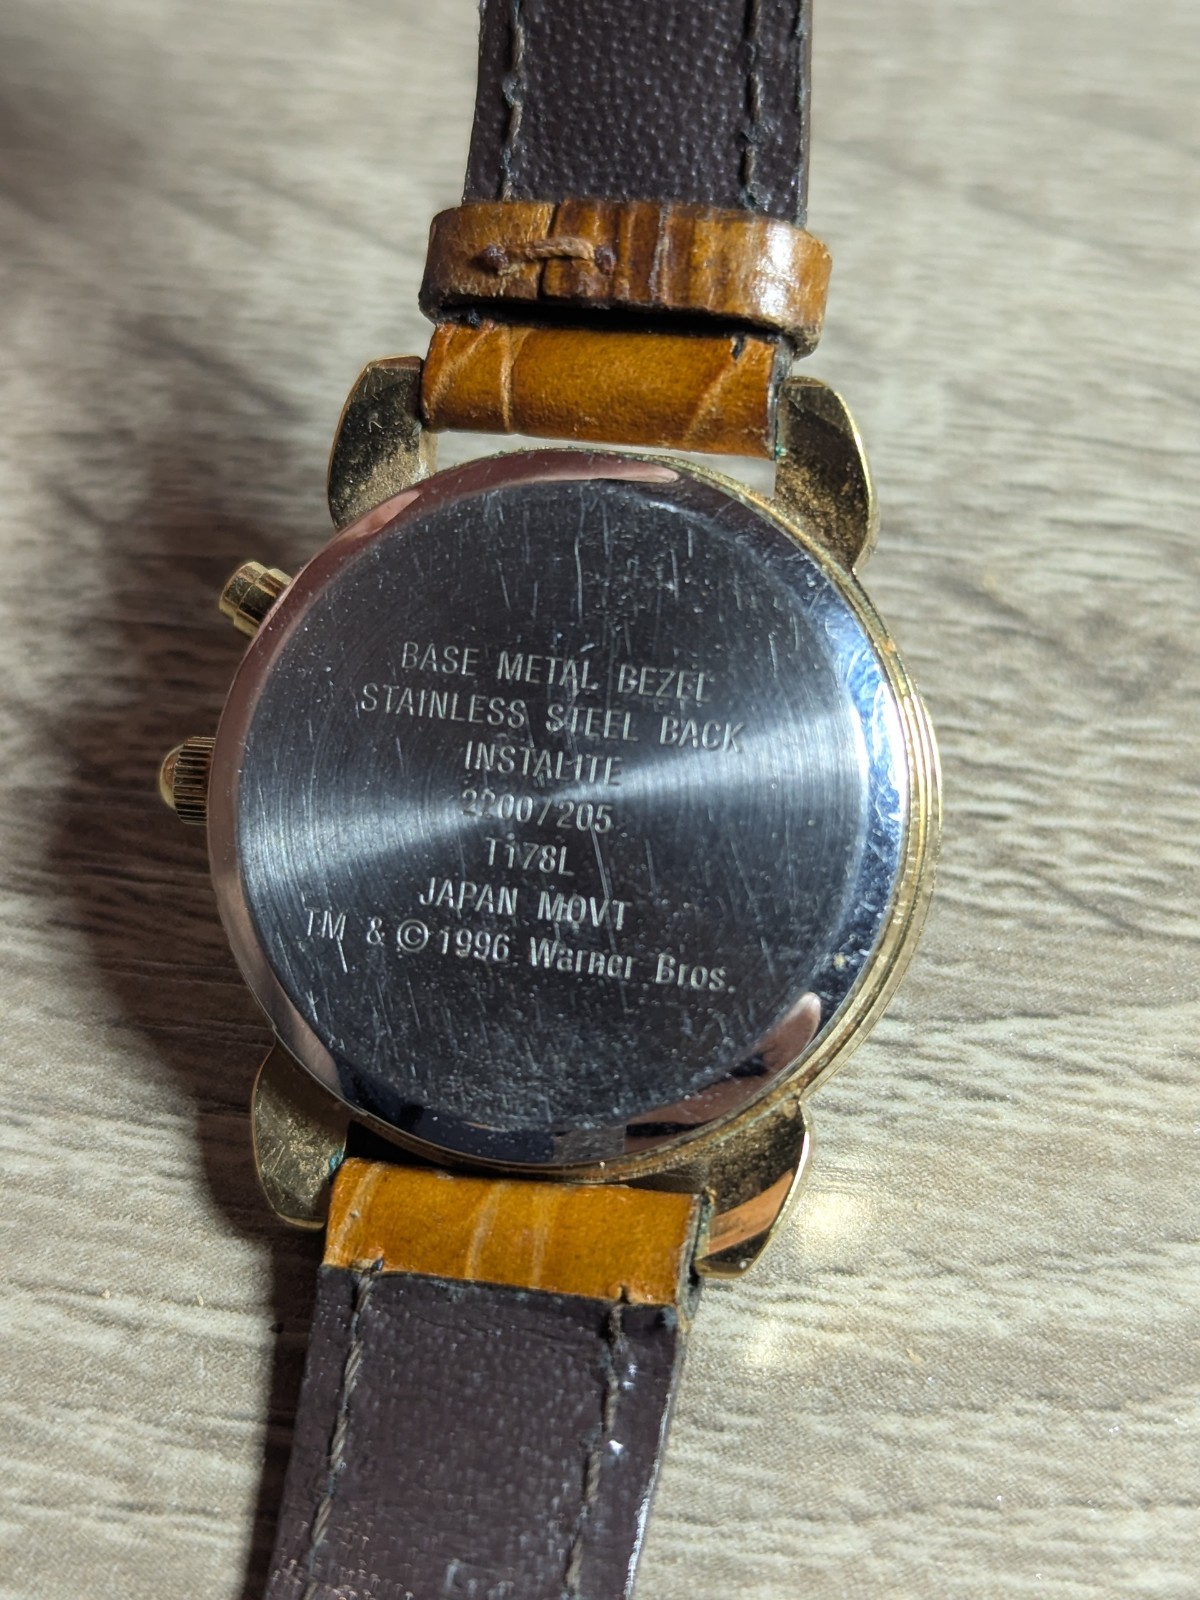 BASE METAL BEZEL
STAINLESS STEEL BACK
INSTALITE
2200/205
T178L
JAPAN MOVT
TM & © 1996 Warner Bros.